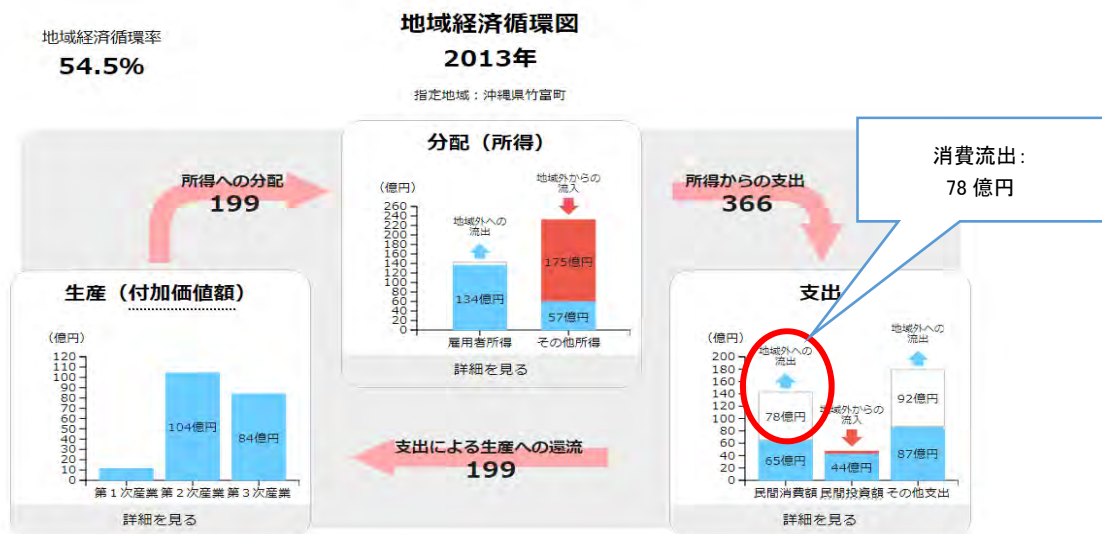 地域経済循環率
54.5%
地域経済循環図
2013年
指定地域：沖縄県竹富町
消費流出：
78 億円
所得への分配
199
分配（所得）
（億円）
地域外への
流出
地域外からの
流入
260
240
220
200
180
160
140
120
100
80
60
40
20
0
134億円
175億円
57億円
雇用者所得
その他所得
詳細を見る
所得からの支出
366
生産（付加価値額）
（億円）
120
110
100
90
80
70
60
50
40
30
20
10
0
104億円
84億円
第１次産業
第２次産業
第３次産業
詳細を見る
支出による生産への還流
199
支出
（億円）
地域外への
流出
地域外からの
流入
地域外への
流出
200
180
160
140
120
100
80
60
40
20
0
78億円
65億円
44億円
92億円
87億円
民間消費額
民間投資額
その他支出
詳細を見る